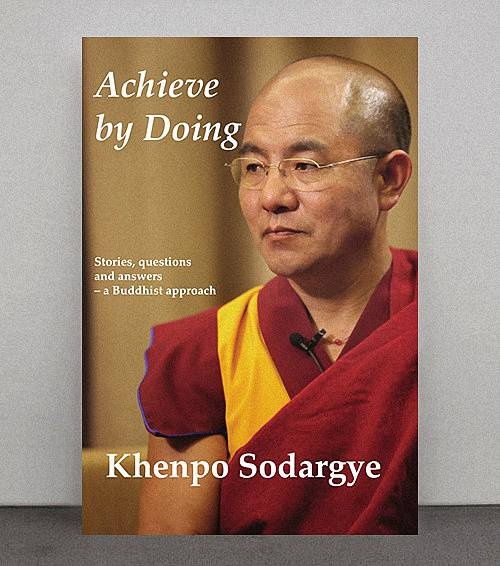 Achieve
by Doing
Stories, questions
and answers
– a Buddhist approach
Khenpo Sodargye